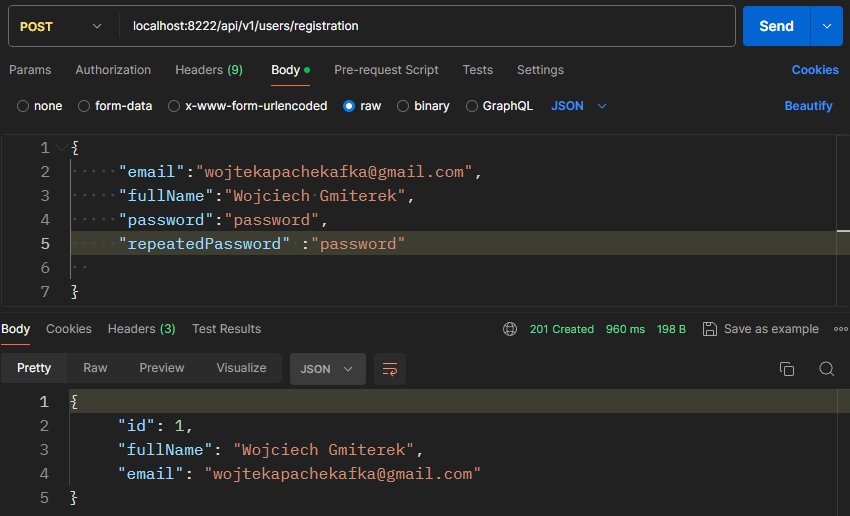 POST localhost:8222/api/v1/users/registration Send
Params Authorization Headers (9) Body Pre-request Script Tests Settings Cookies
none form-data x-www-form-urlencoded raw binary GraphQL JSON Beautify
1 {
2 "email":"wojtekapachekafka@gmail.com",
3 "fullName":"Wojciech Gmiterek",
4 "password":"password",
5 "repeatedPassword" :"password"
6
7 }
Body Cookies Headers (3) Test Results 201 Created 960 ms 198 B Save as example
Pretty Raw Preview Visualize JSON
1 {
2 "id": 1,
3 "fullName": "Wojciech Gmiterek",
4 "email": "wojtekapachekafka@gmail.com"
5 }